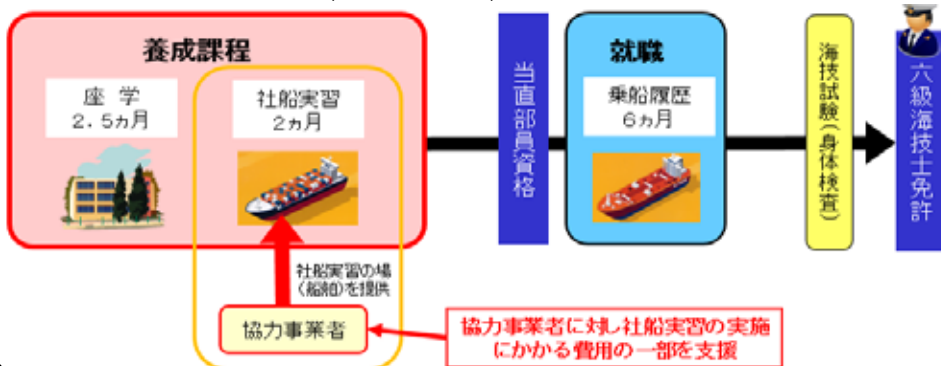 養成課程
座 学
2.5ヵ月
社船実習
2ヵ月
社船実習の場
(船舶)を提供
協力事業者
協力事業者に対し社船実習の実施
にかかる費用の一部を支援
当直部員資格
就職
乗船履歴
6ヵ月
海技試験(身体検査)
六級海技士免許